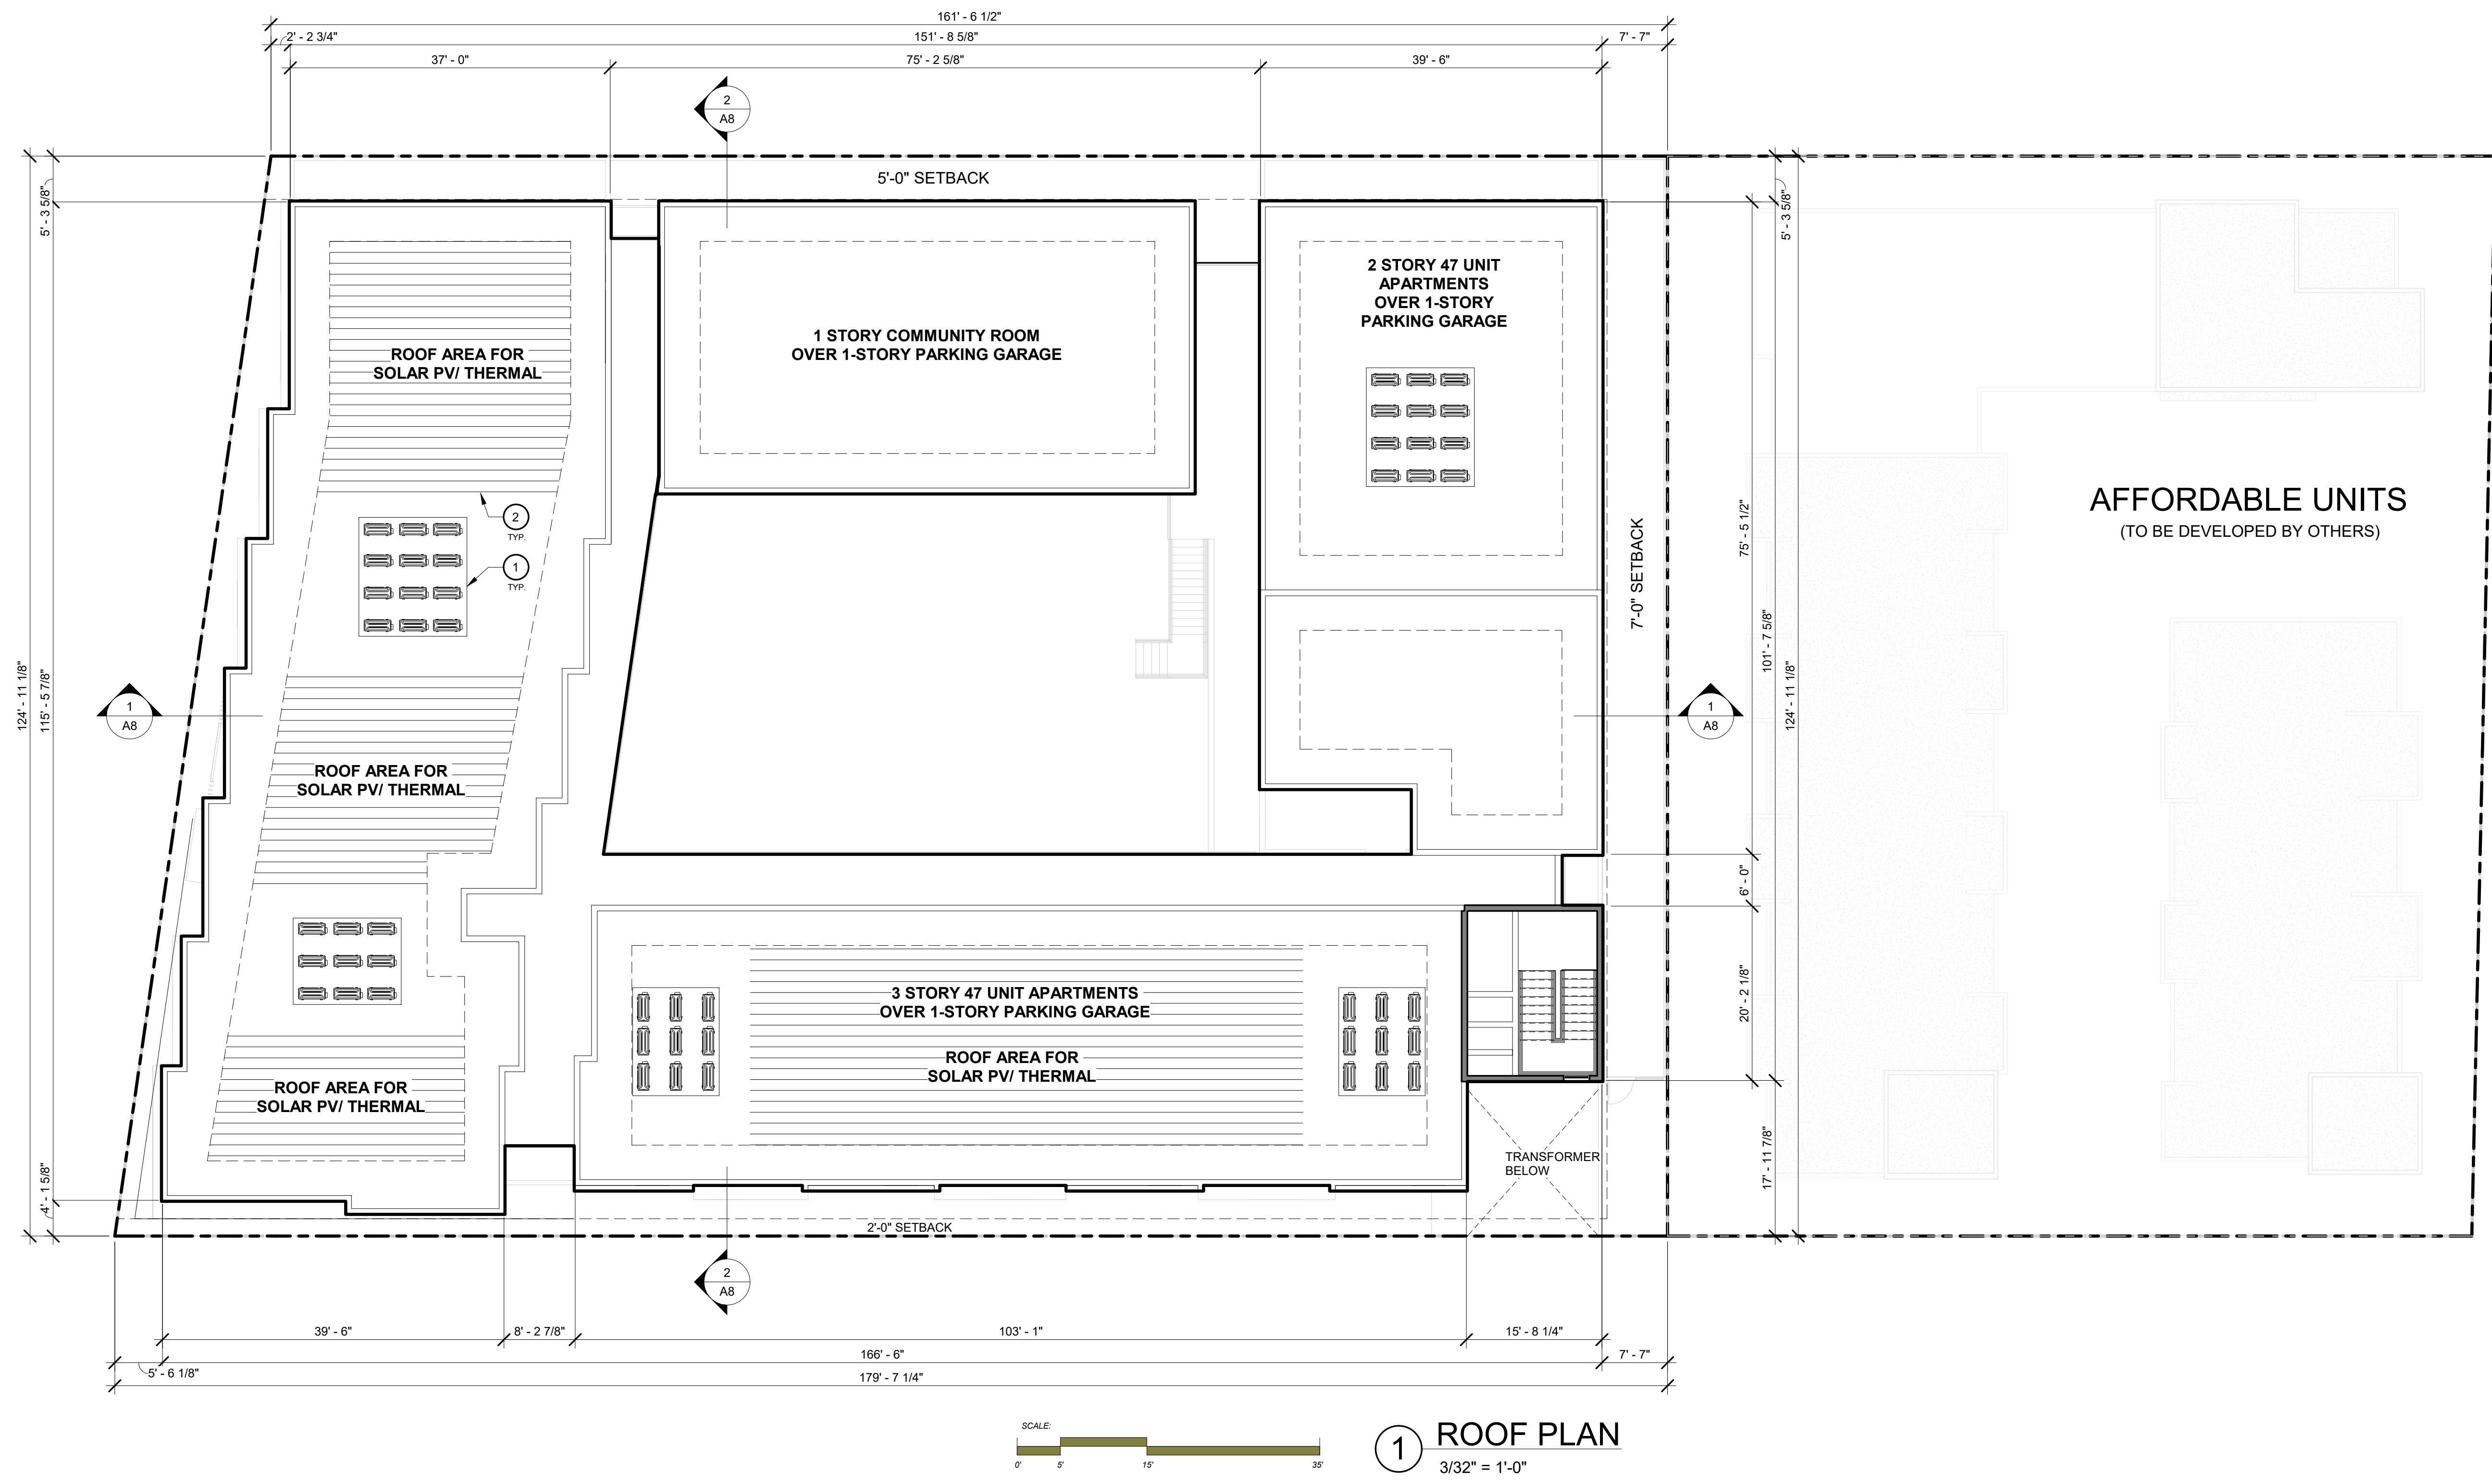 161' - 6 1/2"
2' - 2 3/4"
151' - 8 5/8"
7' - 7"
37' - 0"
75' - 2 5/8"
39' - 6"
2
A8
5'-0" SETBACK
5' - 3 5/8"
5' - 3 5/8"
2 STORY 47 UNIT
APARTMENTS
OVER 1-STORY
PARKING GARAGE
1 STORY COMMUNITY ROOM
OVER 1-STORY PARKING GARAGE
ROOF AREA FOR
SOLAR PV/ THERMAL
AFFORDABLE UNITS
(TO BE DEVELOPED BY OTHERS)
2
TYP.
1
TYP.
7'-0" SETBACK
75' - 5 1/2"
101' - 7 5/8"
124' - 11 1/8"
124' - 11 1/8"
115' - 5 7/8"
1
A8
1
A8
ROOF AREA FOR
SOLAR PV/ THERMAL
6' - 0"
20' - 2 1/8"
3 STORY 47 UNIT APARTMENTS
OVER 1-STORY PARKING GARAGE
ROOF AREA FOR
SOLAR PV/ THERMAL
ROOF AREA FOR
SOLAR PV/ THERMAL
TRANSFORMER
BELOW
17' - 11 7/8"
4' - 1 5/8"
2'-0" SETBACK
2
A8
39' - 6"
8' - 2 7/8"
103' - 1"
15' - 8 1/4"
166' - 6"
7' - 7"
5' - 6 1/8"
179' - 7 1/4"
SCALE:
0'
5'
15'
35'
1
ROOF PLAN
3/32" = 1'-0"